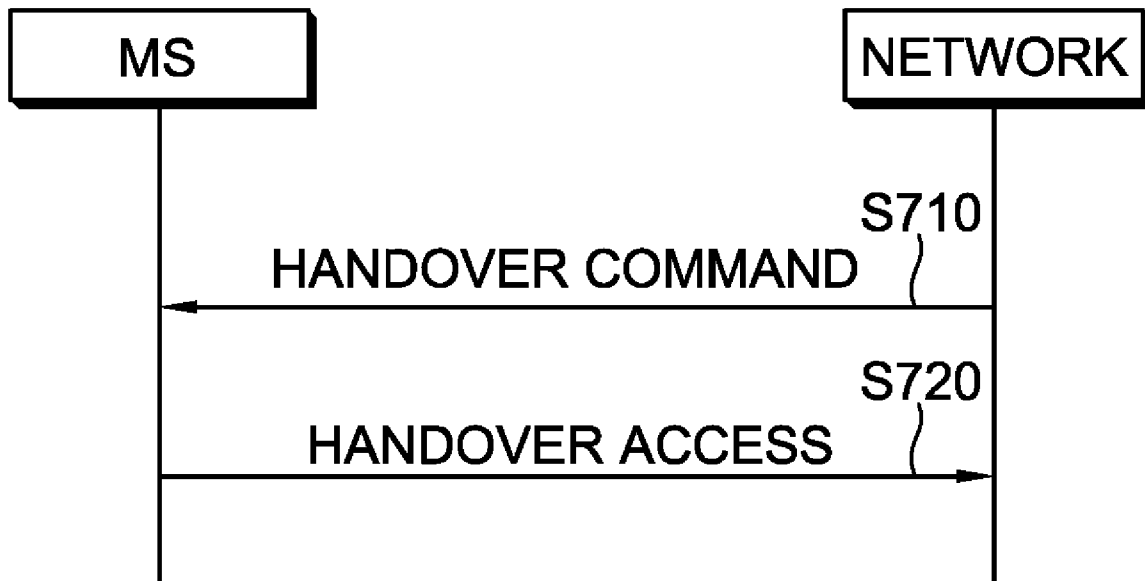 MS
NETWORK
S710
HANDOVER COMMAND
S720
HANDOVER ACCESS